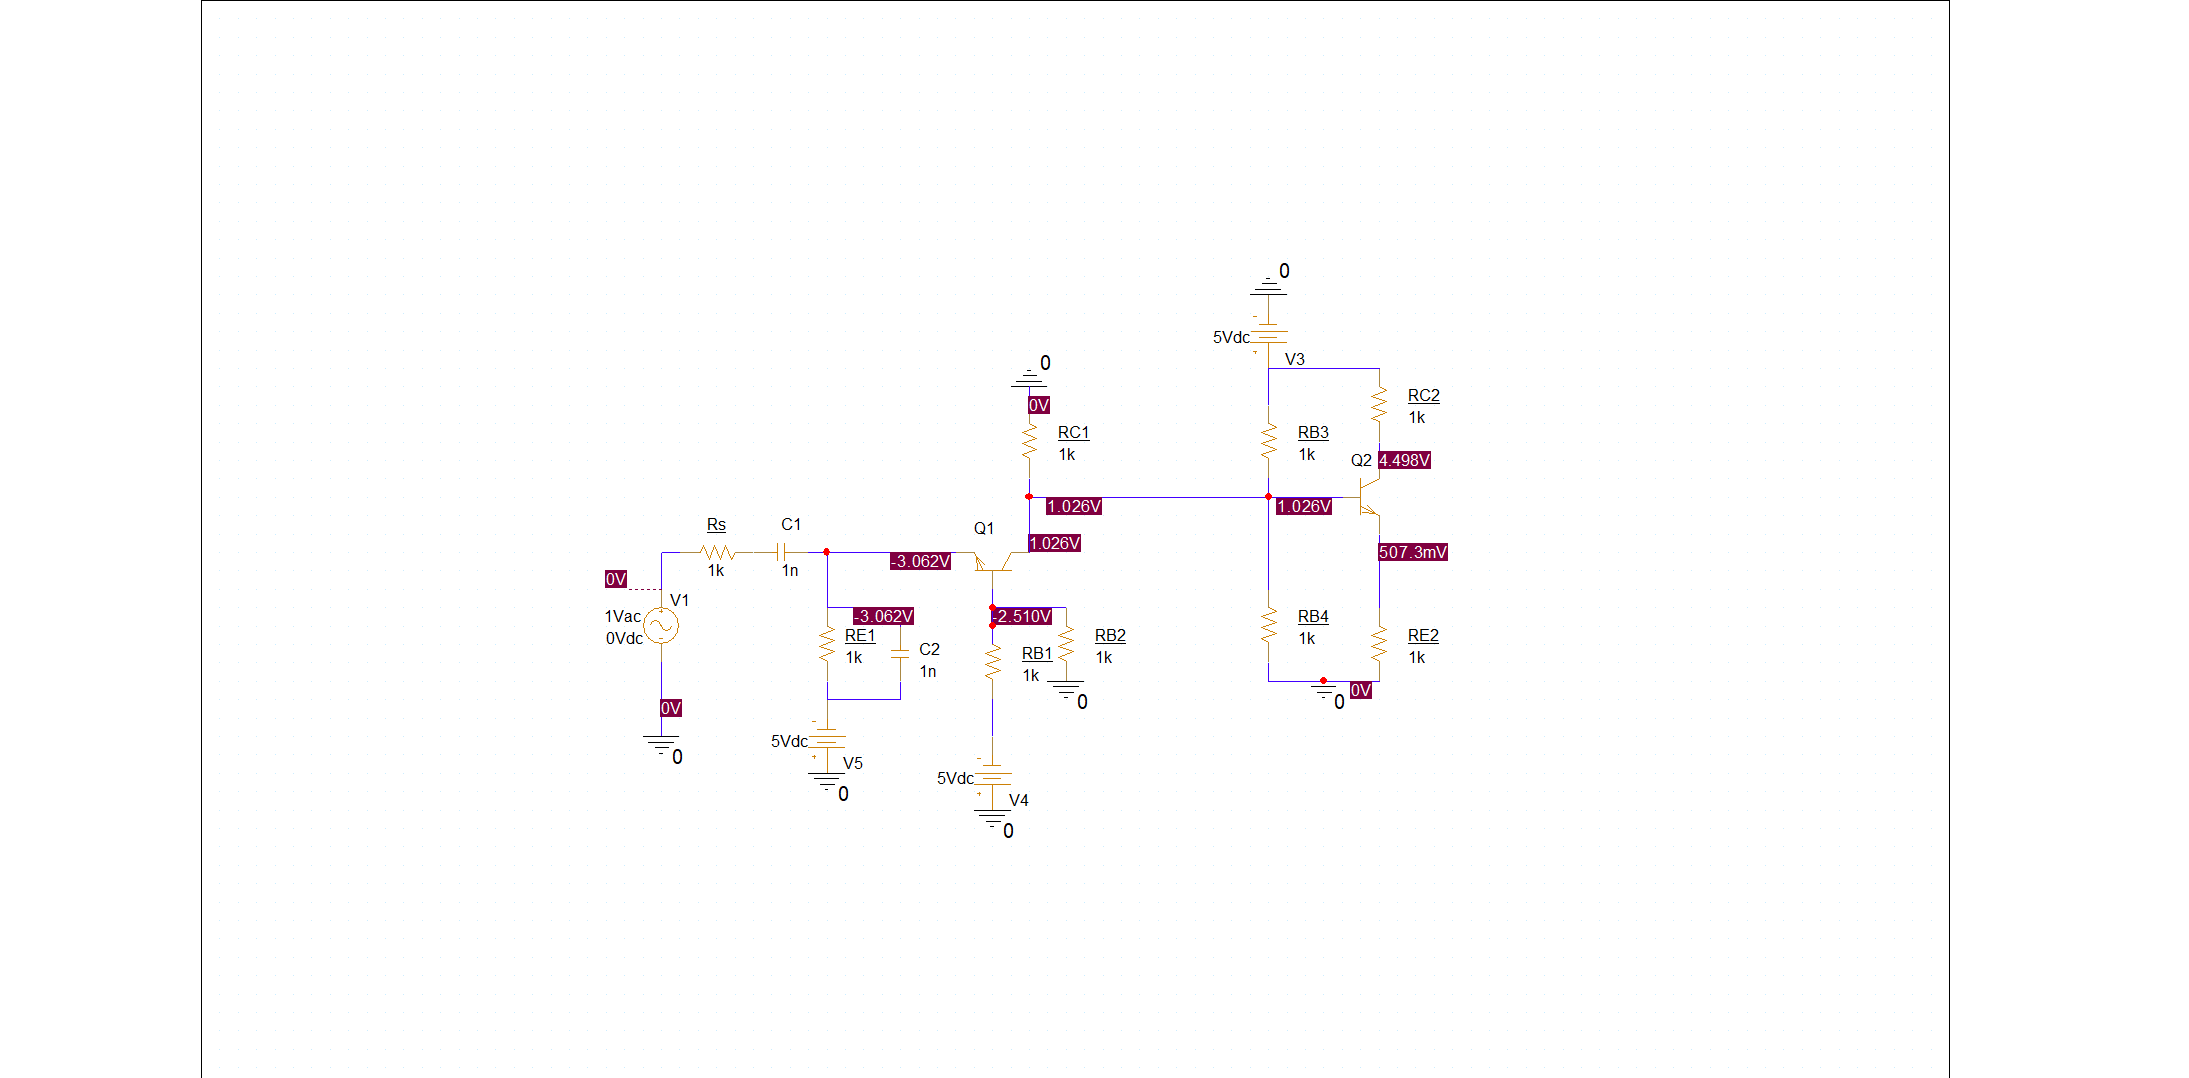 0
5Vdc
V3
0
RC2
1k
0V
RC1
1k
RB3
1k
Q2
4.498V
1.026V
1.026V
Rs
C1
Q1
1.026V
507.3mV
-3.062V
1k
1n
0V
V1
1Vac
0Vdc
-3.062V
-2.510V
RE1
1k
C2
1n
RB1
1k
RB2
1k
RB4
1k
RE2
1k
0V
0
0
0V
0
5Vdc
V5
0
5Vdc
V4
0